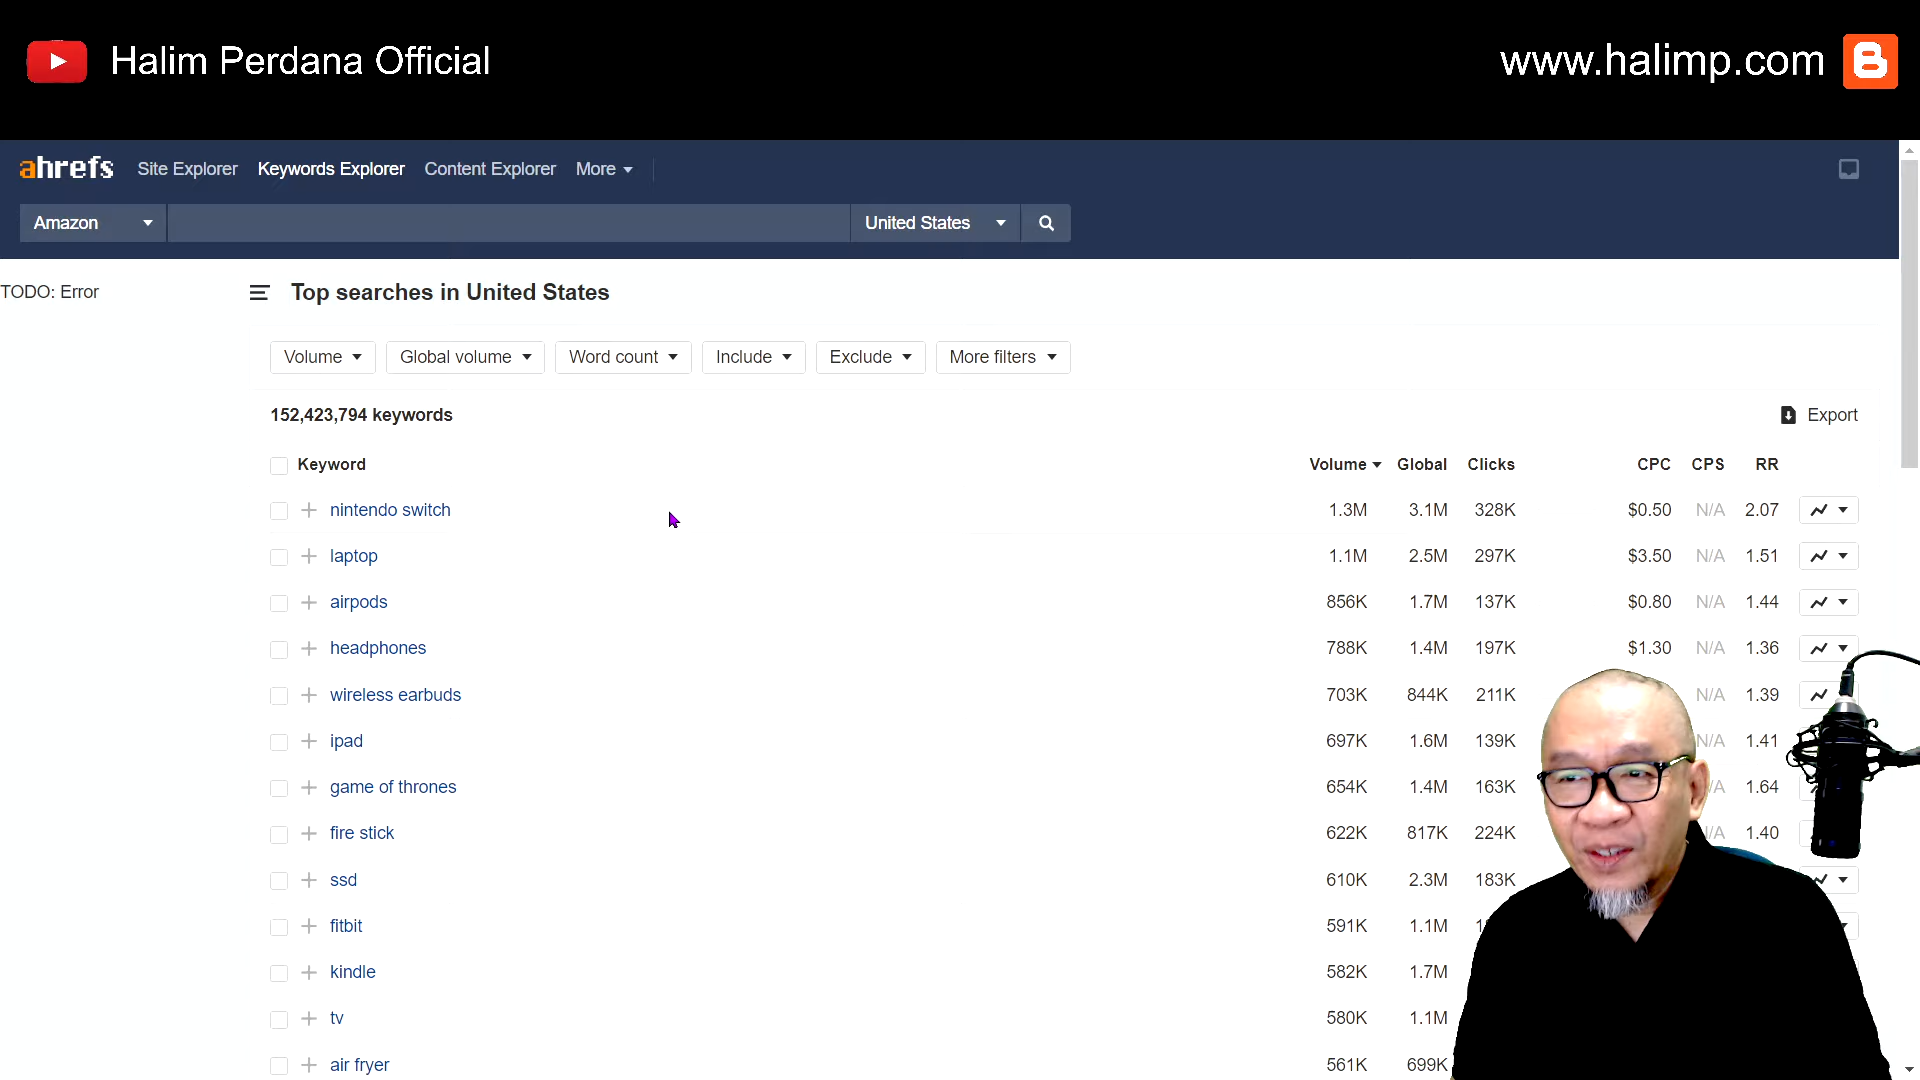 Halim Perdana Official
www.halimp.com
ahrefs Site Explorer Keywords Explorer Content Explorer More
Amazon United States
TODO: Error
Top searches in United States
Volume Global volume Word count Include Exclude More filters
152,423,794 keywords Export
Keyword Volume Global Clicks CPC CPS RR
nintendo switch 1.3M 3.1M 328K $0.50 N/A 2.07
laptop 1.1M 2.5M 297K $3.50 N/A 1.51
airpods 856K 1.7M 137K $0.80 N/A 1.44
headphones 788K 1.4M 197K $1.30 N/A 1.36
wireless earbuds 703K 844K 211K N/A 1.39
ipad 697K 1.6M 139K N/A 1.41
game of thrones 654K 1.4M 163K 1.64
fire stick 622K 817K 224K 1.40
ssd 610K 2.3M 183K
fitbit 591K 1.1M
kindle 582K 1.7M
tv 580K 1.1M
air fryer 561K 699K